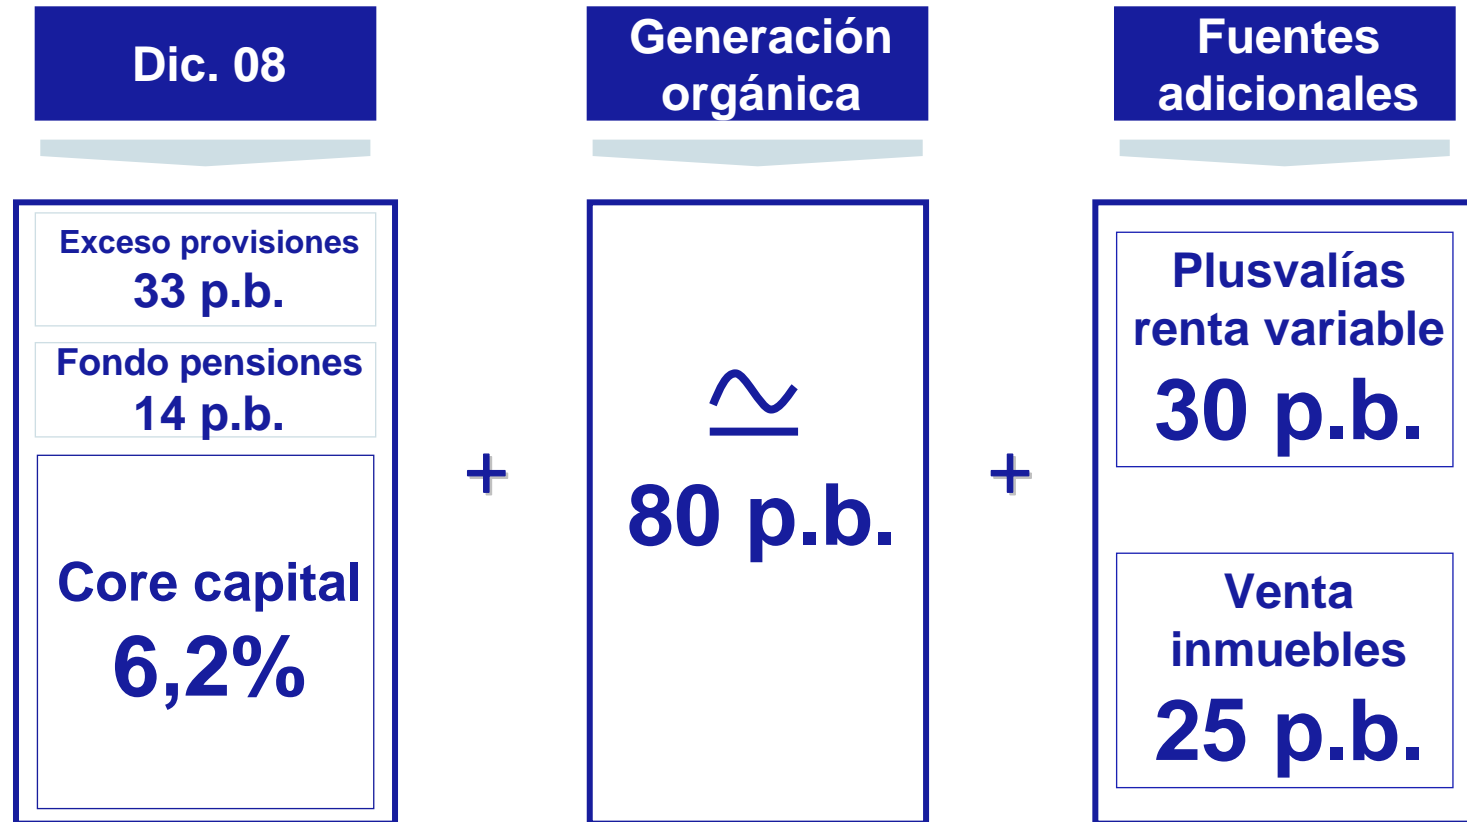 Dic. 08
Exceso provisiones
33 p.b.
Fondo pensiones
14 p.b.
Core capital
6,2%
+
Generación
orgánica
≃
80 p.b.
+
Fuentes
adicionales
Plusvalías
renta variable
30 p.b.
Venta
inmuebles
25 p.b.